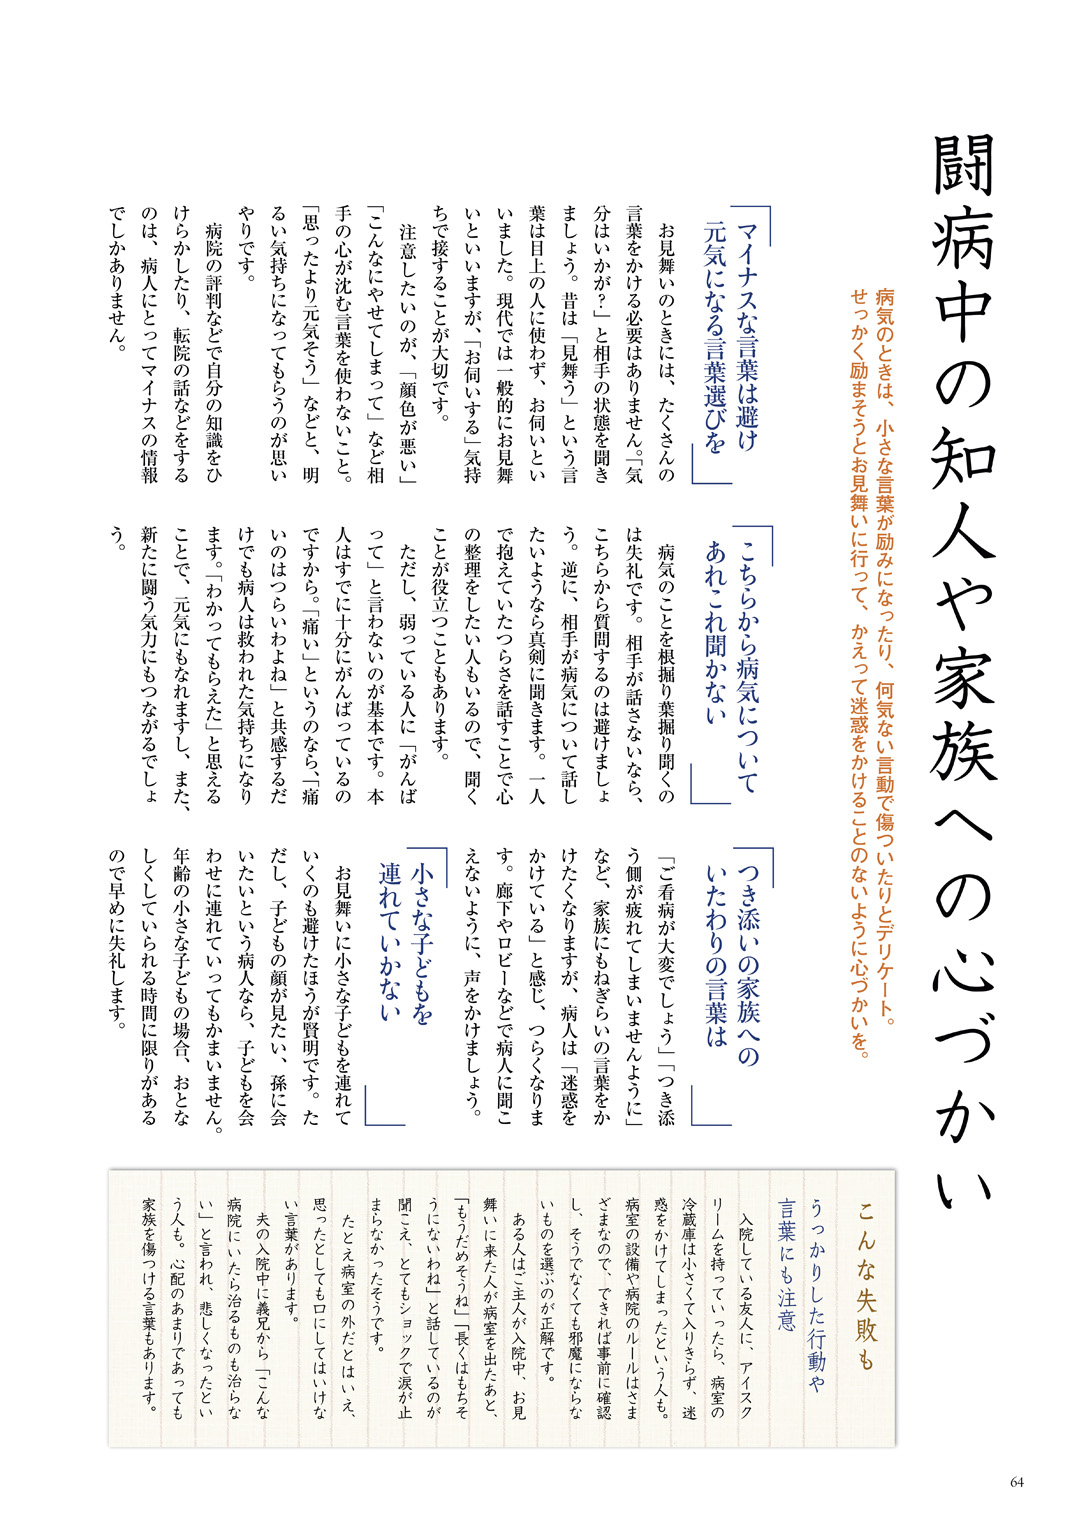 闘病中の知人や家族への心づかい
病気のときは、小さな言葉が励みになったり、何気ない言動で傷ついたりとデリケート。
せっかく励まそうとお見舞いに行って、かえって迷惑をかけることのないように心づかいを。
マイナスな言葉は避け
元気になる言葉選びを
お見舞いのときには、たくさんの
言葉をかける必要はありません。「気
分はいかが？」と相手の状態を聞き
ましょう。昔は「見舞う」という言
葉は目上の人に使わず、お伺いとい
いました。現代では一般的にお見舞
いといいますが、「お伺いする」気持
ちで接することが大切です。
注意したいのが、「顔色が悪い」
「こんなにやせてしまって」など相
手の心が沈む言葉を使わないこと。
「思ったより元気そう」などと、明
るい気持ちになってもらうのが思い
やりです。
病院の評判などで自分の知識をひ
けらかしたり、転院の話などをする
のは、病人にとってマイナスの情報
でしかありません。
こちらから病気について
あれこれ聞かない
病気のことを根掘り葉掘り聞くの
は失礼です。相手が話さないなら、
こちらから質問するのは避けましょ
う。逆に、相手が病気について話し
たいようなら真剣に聞きます。一人
で抱えていたつらさを話すことで心
の整理をしたい人もいるので、聞く
ことが役立つこともあります。
ただし、弱っている人に「がんば
って」と言わないのが基本です。本
人はすでに十分にがんばっているの
ですから。「痛い」というのなら、「痛
いのはつらいわよね」と共感するだ
けでも病人は救われた気持ちになり
ます。「わかってもらえた」と思える
ことで、元気にもなれますし、また、
新たに闘う気力にもつながるでしょ
う。
つき添いの家族への
いたわりの言葉は
「ご看病が大変でしょう」「つき添
う側が疲れてしまいませんように」
など、家族にもねぎらいの言葉をか
けたくなりますが、病人は「迷惑を
かけている」と感じ、つらくなりま
す。廊下やロビーなどで病人に聞こ
えないように、声をかけましょう。
小さな子どもを
連れていかない
お見舞いに小さな子どもを連れて
いくのも避けたほうが賢明です。た
だし、子どもの顔が見たい、孫に会
いたいという病人なら、子どもを会
わせに連れていってもかまいません。
年齢の小さな子どもの場合、おとな
しくしていられる時間に限りがある
ので早めに失礼します。
こんな失敗も
うっかりした行動や
言葉にも注意
入院している友人に、アイスク
リームを持っていったら、病室の
冷蔵庫は小さくて入りきらず、迷
惑をかけてしまったという人も。
病室の設備や病院のルールはさま
ざまなので、できれば事前に確認
し、そうでなくても邪魔にならな
いものを選ぶのが正解です。
ある人はご主人が入院中、お見
舞いに来た人が病室を出たあと、
「もうだめそうね」「長くはもちそ
うにないわね」と話しているのが
聞こえ、とてもショックで涙が止
まらなかったそうです。
たとえ病室の外だとはいえ、
思ったとしても口にしてはいけな
い言葉があります。
夫の入院中に義兄から「こんな
病院にいたら治るものも治らな
い」と言われ、悲しくなったとい
う人も。心配のあまりであっても
家族を傷つける言葉もあります。
64